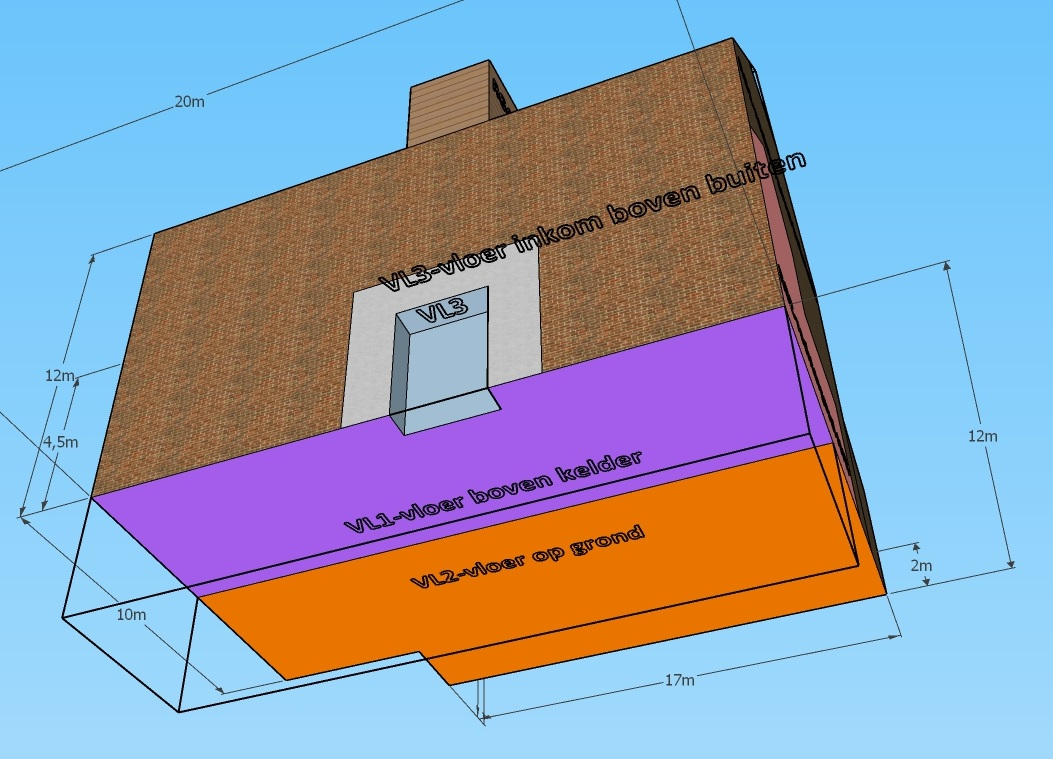 20m
VL3-vloer inkom boven buiten
VL3
12m
4,5m
12m
VL1-vloer boven kelder
VL2-vloer op grond
2m
10m
17m